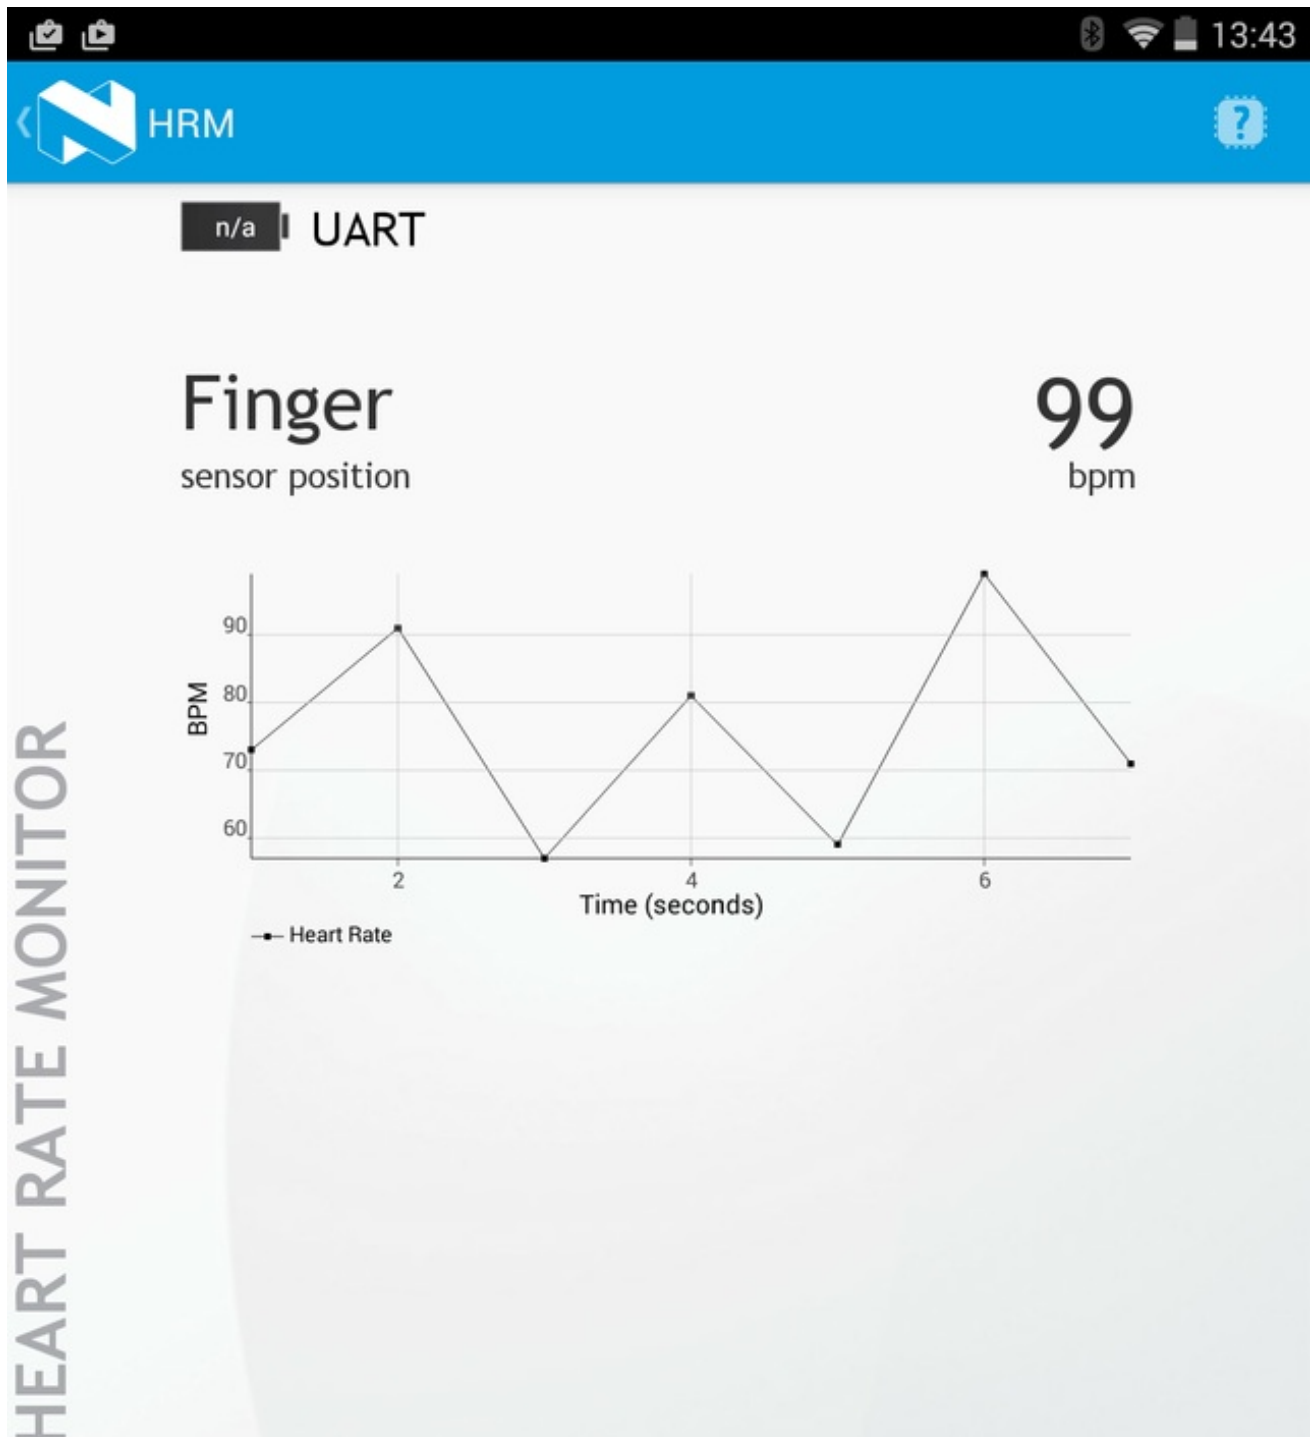 13:43
HRM
?
n/a UART
Finger 99
sensor position bpm
90
80
70
60
BPM
2 4 6
Time (seconds)
Heart Rate
HEART RATE MONITOR